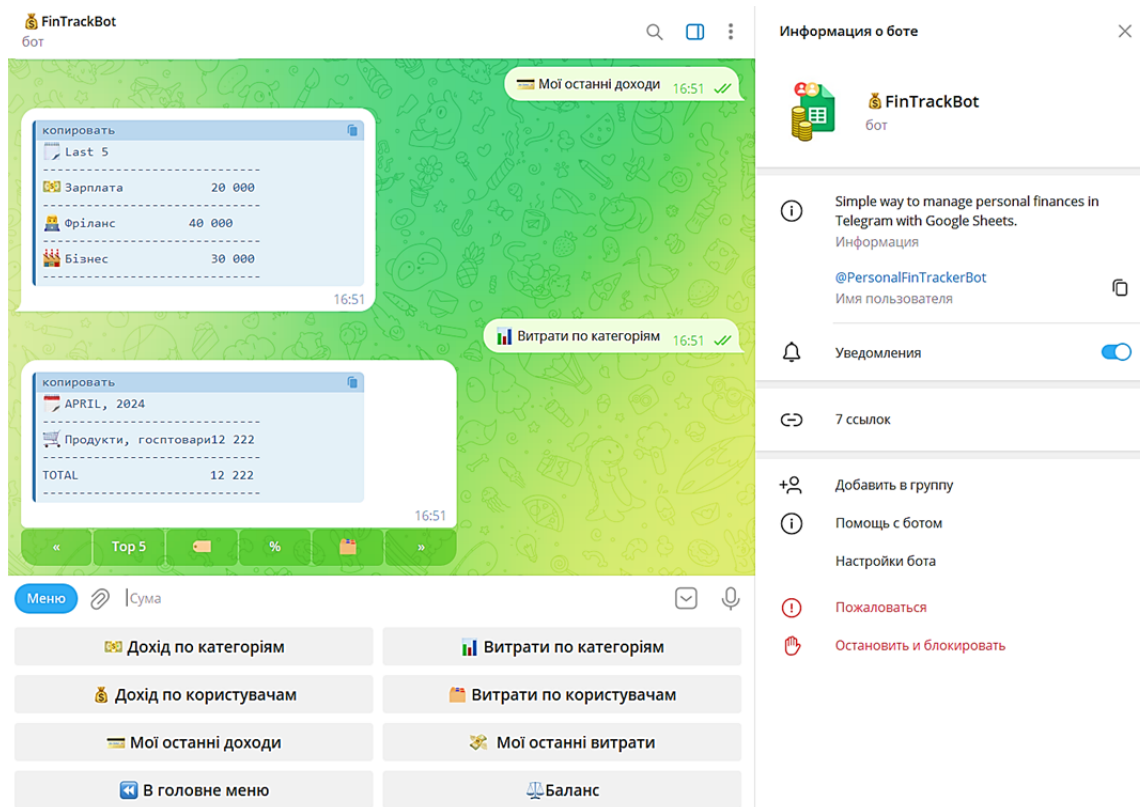 FinTrackBot
бот
Мої останні доходи 16:51
копировать
Last 5
-----------------------------
Зарплата 20 000
-----------------------------
Фріланс 40 000
-----------------------------
Бізнес 30 000
-----------------------------
16:51
Витрати по категоріям 16:51
копировать
APRIL, 2024
-----------------------------
Продукти, госптовари12 222
-----------------------------
TOTAL 12 222
-----------------------------
16:51
« Top 5 % »
Меню Сума
Дохід по категоріям
Витрати по категоріям
Дохід по користувачам
Витрати по користувачам
Мої останні доходи
Мої останні витрати
В головне меню
Баланс
Информация о боте
FinTrackBot
бот
Simple way to manage personal finances in
Telegram with Google Sheets.
Информация
@PersonalFinTrackerBot
Имя пользователя
Уведомления
7 ссылок
Добавить в группу
Помощь с ботом
Настройки бота
Пожаловаться
Остановить и блокировать